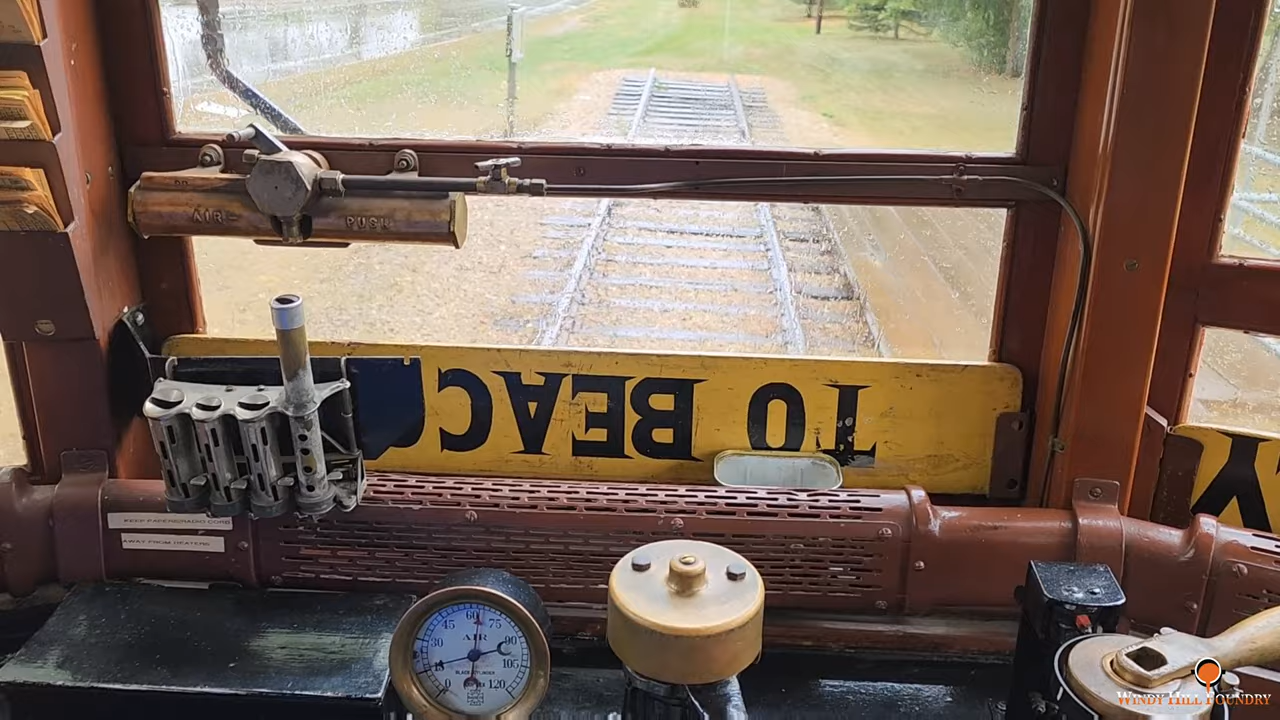 AIR-
PUSH
TO BEAC
Y
KEEP PAPERS/RADIO CORD
AWAY FROM HEATERS
60
45
75
30
AIR
90
15
105
0
120
WINDY HILL FOUNDRY